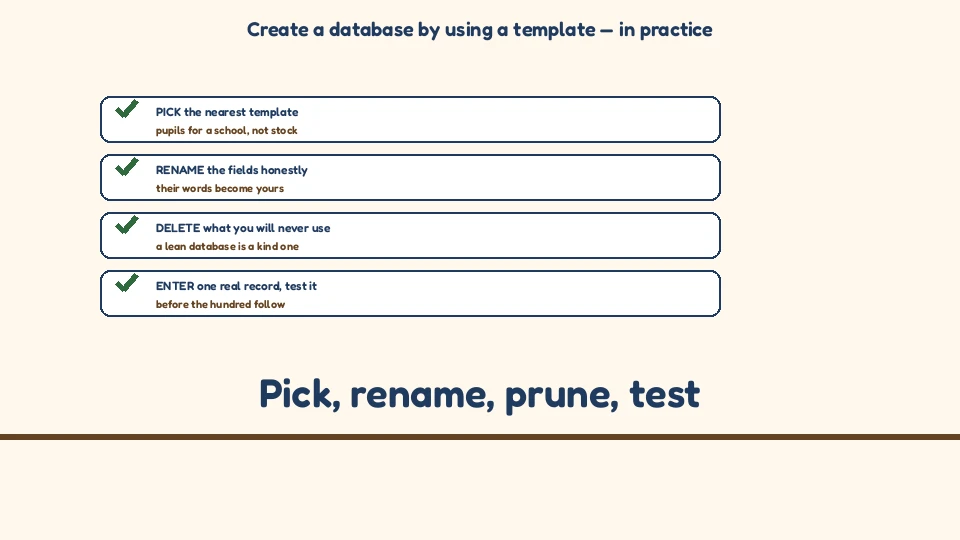 Create a database by using a template — in practice
PICK the nearest template
pupils for a school, not stock
RENAME the fields honestly
their words become yours
DELETE what you will never use
a lean database is a kind one
ENTER one real record, test it
before the hundred follow
Pick, rename, prune, test